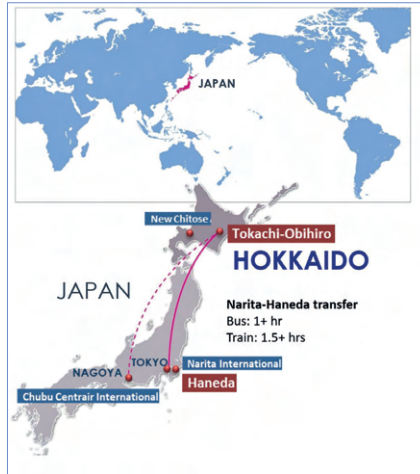 JAPAN
New Chitose
Tokachi-Obihiro
HOKKAIDO
JAPAN
Narita-Haneda transfer
Bus: 1+ hr
Train: 1.5+ hrs
TOKYO
Narita International
NAGOYA
Haneda
Chubu Centrair International